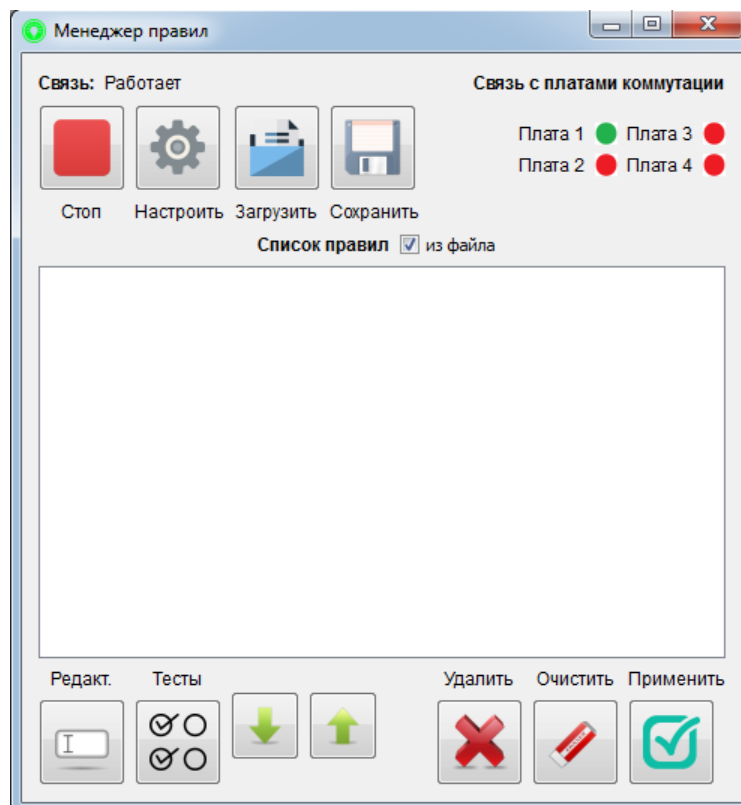 Менеджер правил
Связь: Работает
Связь с платами коммутации
Плата 1 Плата 3
Плата 2 Плата 4
Стоп Настроить Загрузить Сохранить
Список правил из файла
Редакт. Тесты Удалить Очистить Применить